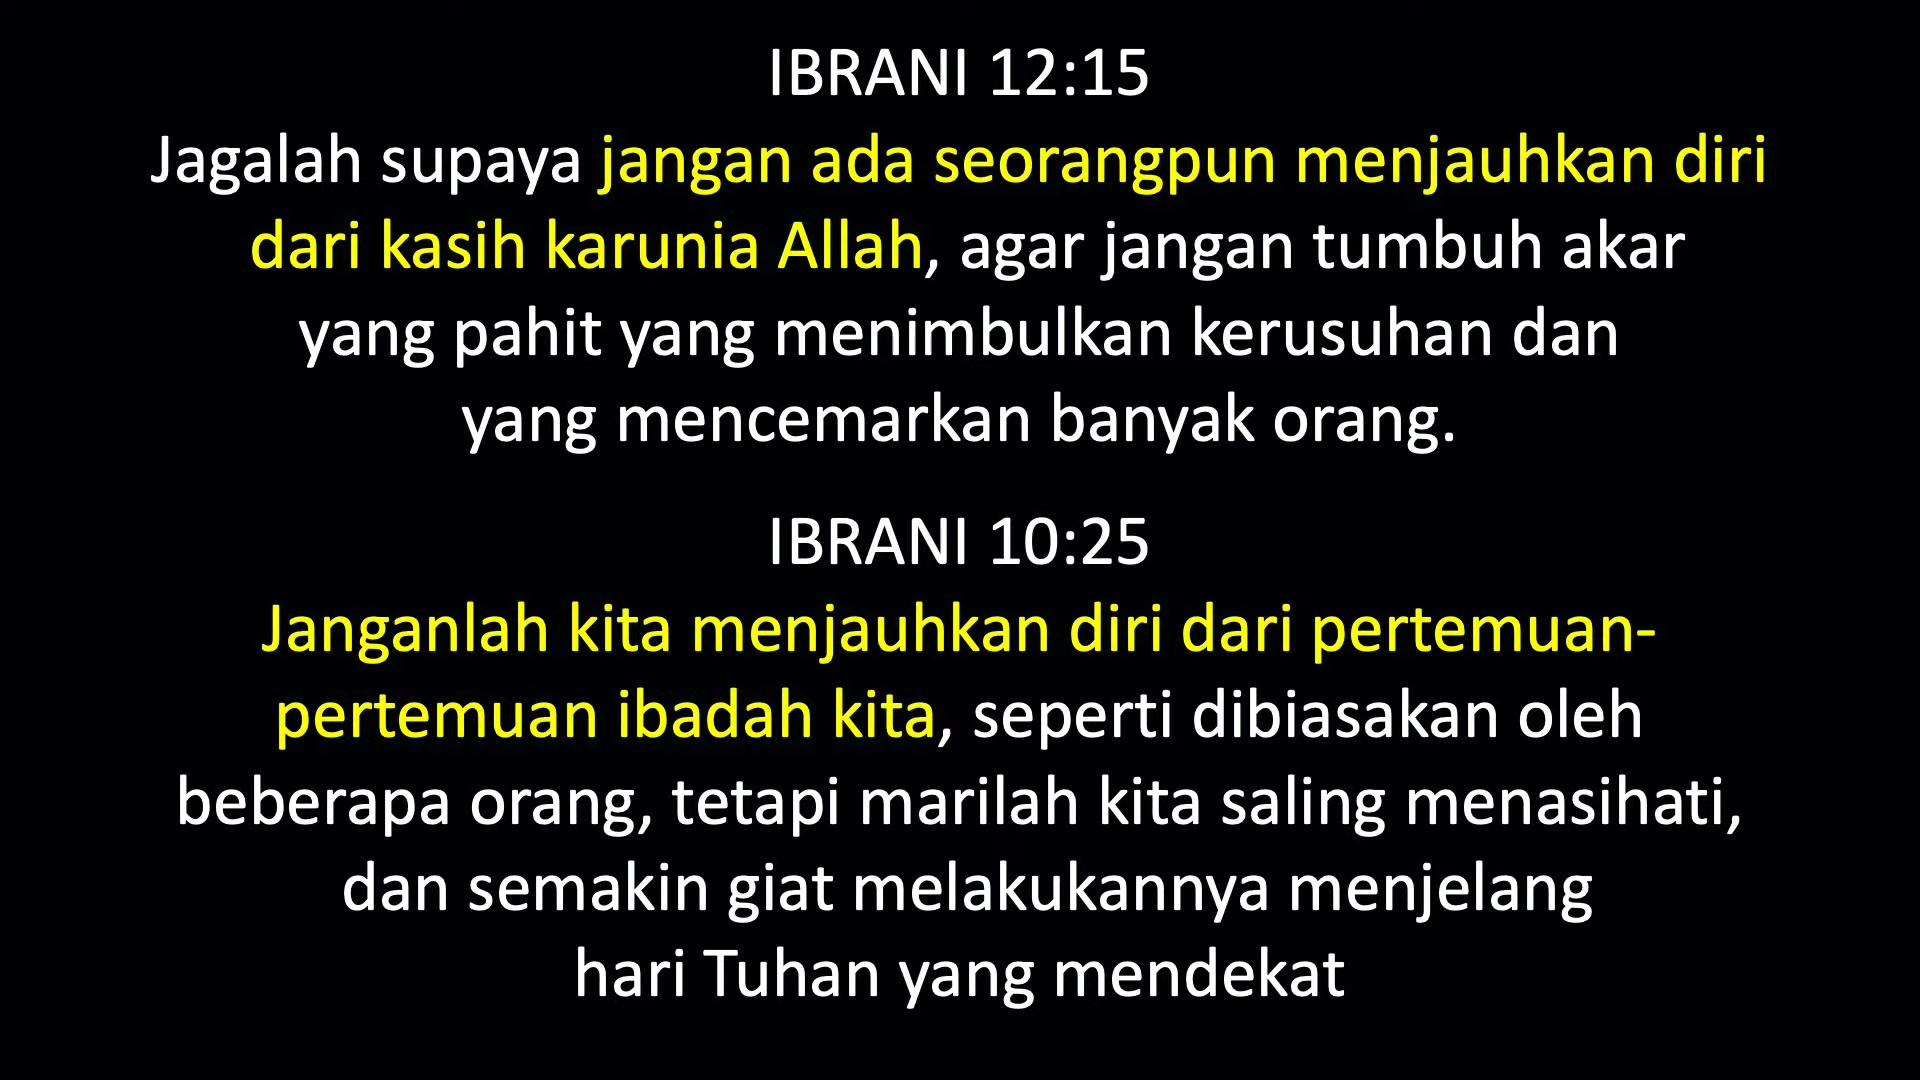 IBRANI 12:15
Jagalah supaya jangan ada seorangpun menjauhkan diri
dari kasih karunia Allah, agar jangan tumbuh akar
yang pahit yang menimbulkan kerusuhan dan
yang mencemarkan banyak orang.
IBRANI 10:25
Janganlah kita menjauhkan diri dari pertemuan-
pertemuan ibadah kita, seperti dibiasakan oleh
beberapa orang, tetapi marilah kita saling menasihati,
dan semakin giat melakukannya menjelang
hari Tuhan yang mendekat